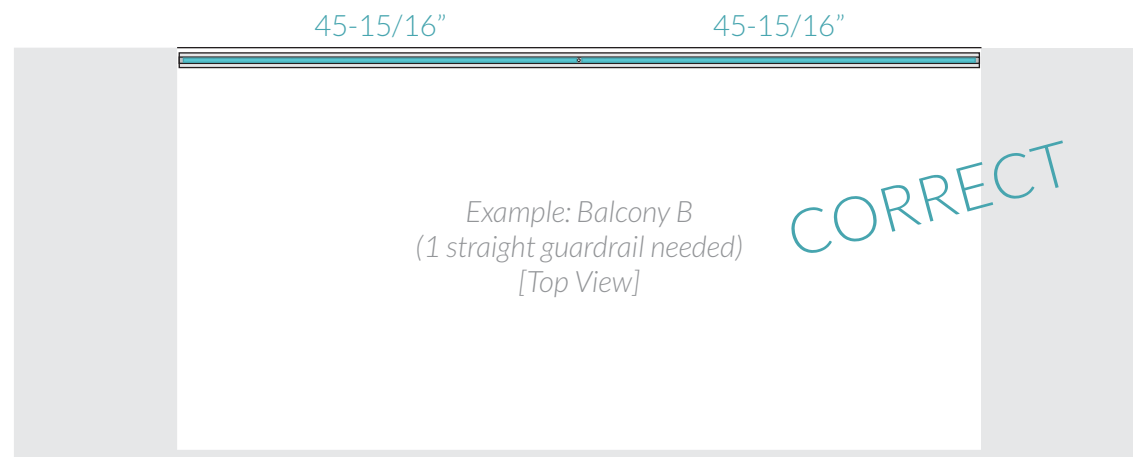 45-15/16” 45-15/16”
CORRECT
Example: Balcony B
(1 straight guardrail needed)
[Top View]